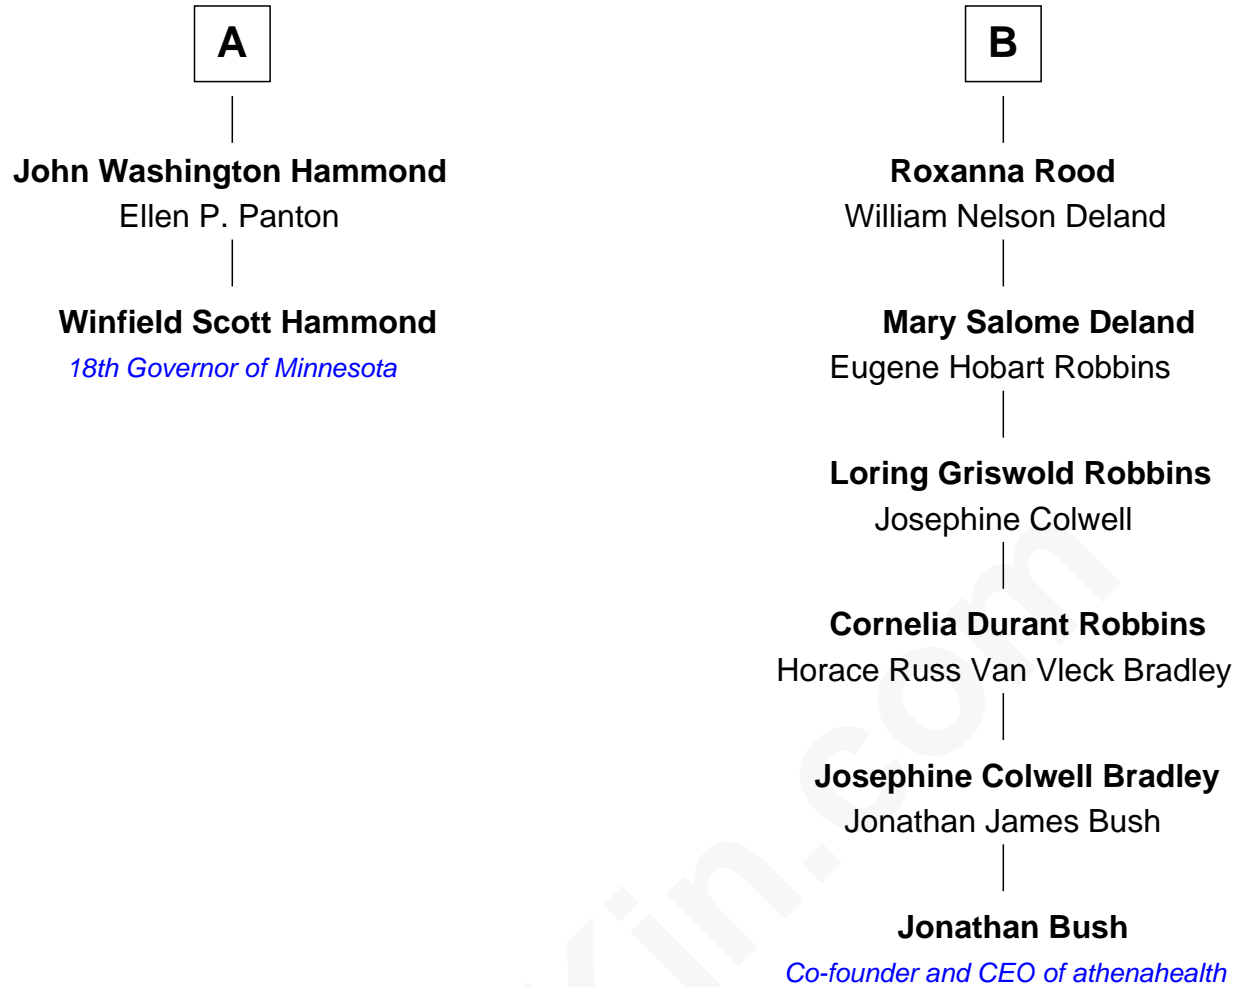 A
John Washington Hammond
Ellen P. Panton
Winfield Scott Hammond
18th Governor of Minnesota
B
Roxanna Rood
William Nelson Deland
Mary Salome Deland
Eugene Hobart Robbins
Loring Griswold Robbins
Josephine Colwell
Cornelia Durant Robbins
Horace Russ Van Vleck Bradley
Josephine Colwell Bradley
Jonathan James Bush
Jonathan Bush
Co-founder and CEO of athenahealth
Kin.com